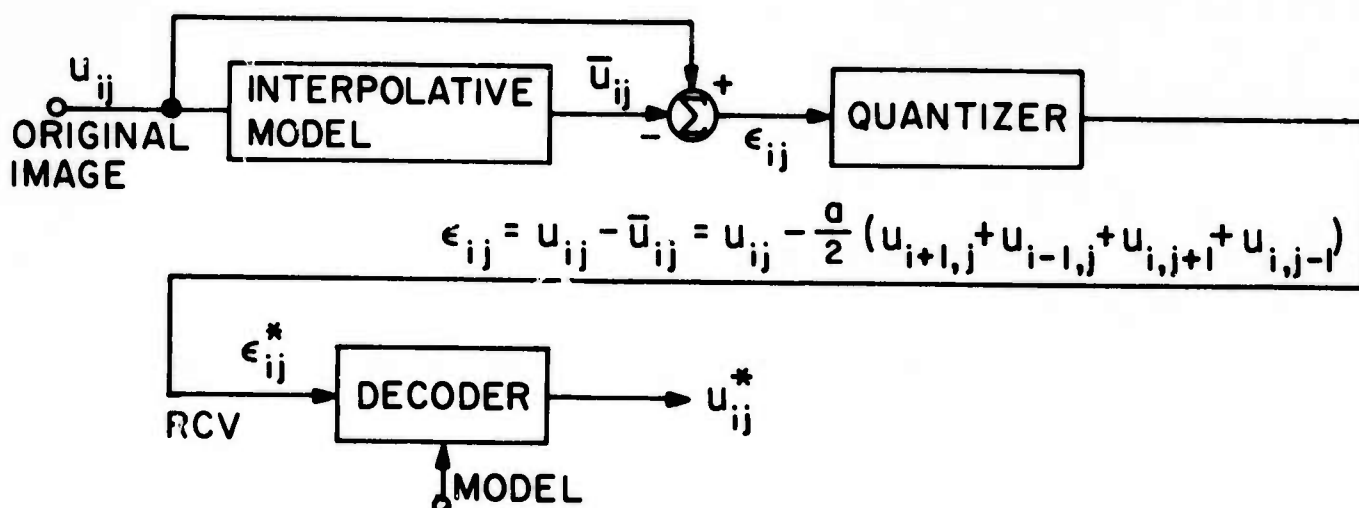 u_ij
ORIGINAL
IMAGE
INTERPOLATIVE
MODEL
ū_ij
+
−
Σ
ϵ_ij
QUANTIZER
ϵ_ij = u_ij − ū_ij = u_ij − a/2 (u_i+1,j + u_i−1,j + u_i,j+1 + u_i,j−1)
ϵ*_ij
RCV
DECODER
u*_ij
MODEL